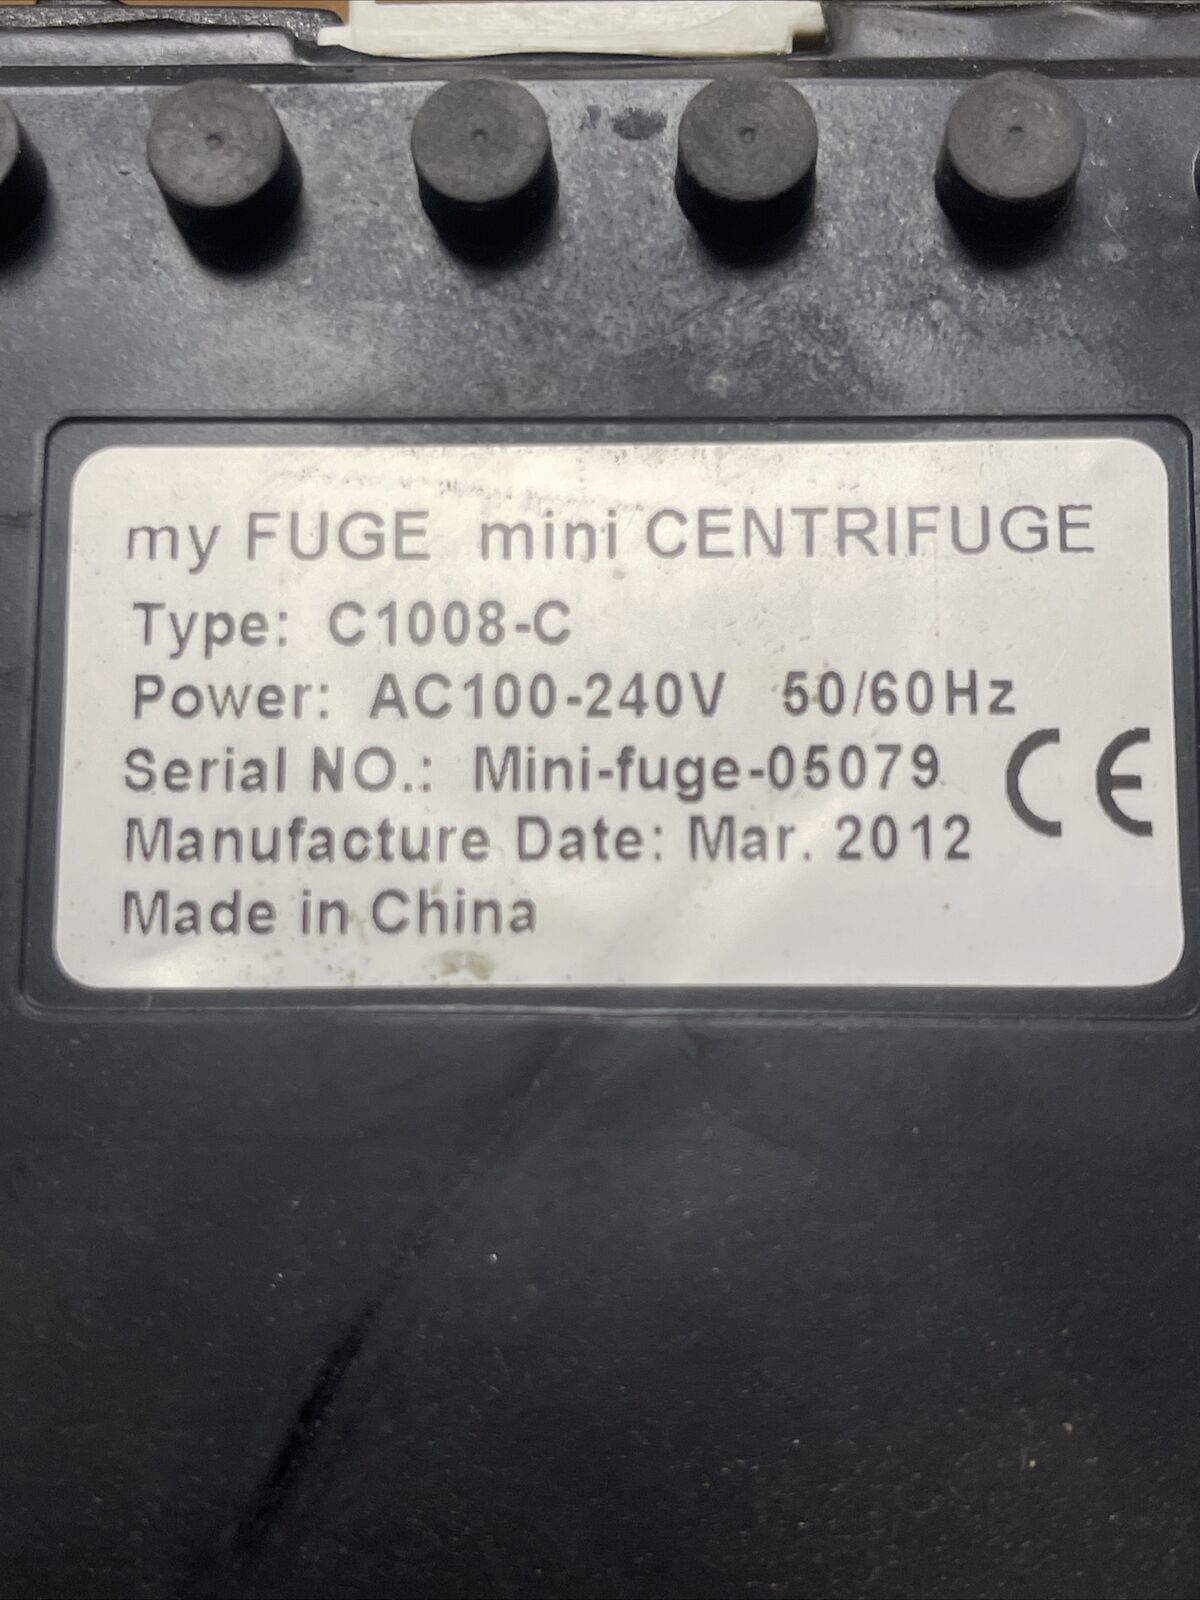 my FUGE mini CENTRIFUGE
Type: C1008-C
Power: AC100-240V 50/60Hz
Serial NO.: Mini-fuge-05079
CE
Manufacture Date: Mar. 2012
Made in China